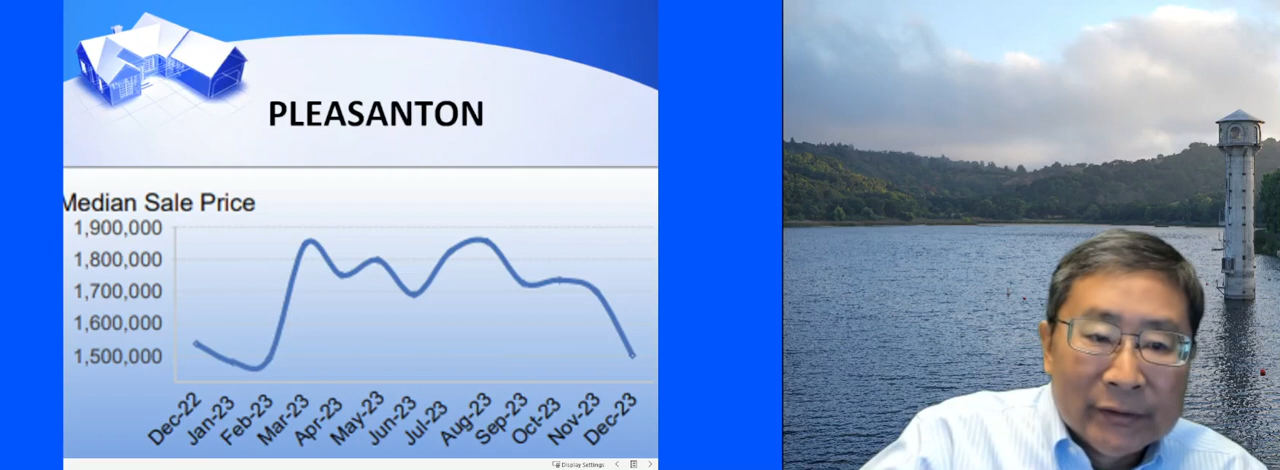 PLEASANTON
Median Sale Price
1,900,000
1,800,000
1,700,000
1,600,000
1,500,000
Dec-22
Jan-23
Feb-23
Mar-23
Apr-23
May-23
Jun-23
Jul-23
Aug-23
Sep-23
Oct-23
Nov-23
Dec-23
Display Settings